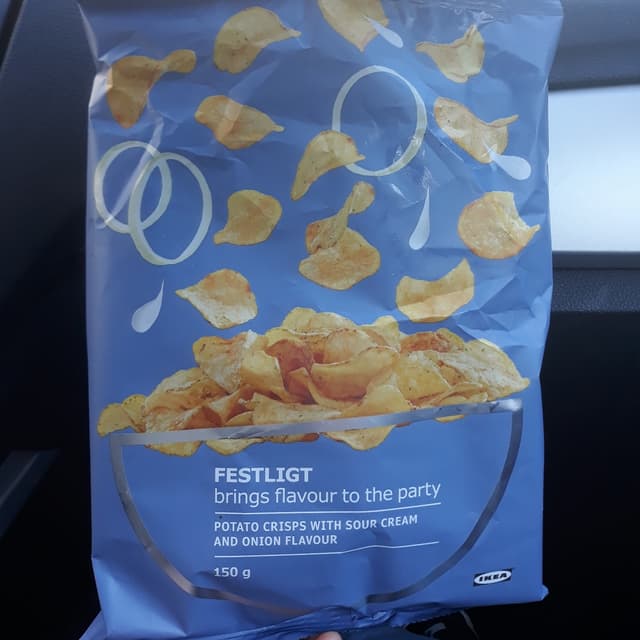 FESTLIGT
brings flavour to the party
POTATO CRISPS WITH SOUR CREAM
AND ONION FLAVOUR
150 g
IKEA